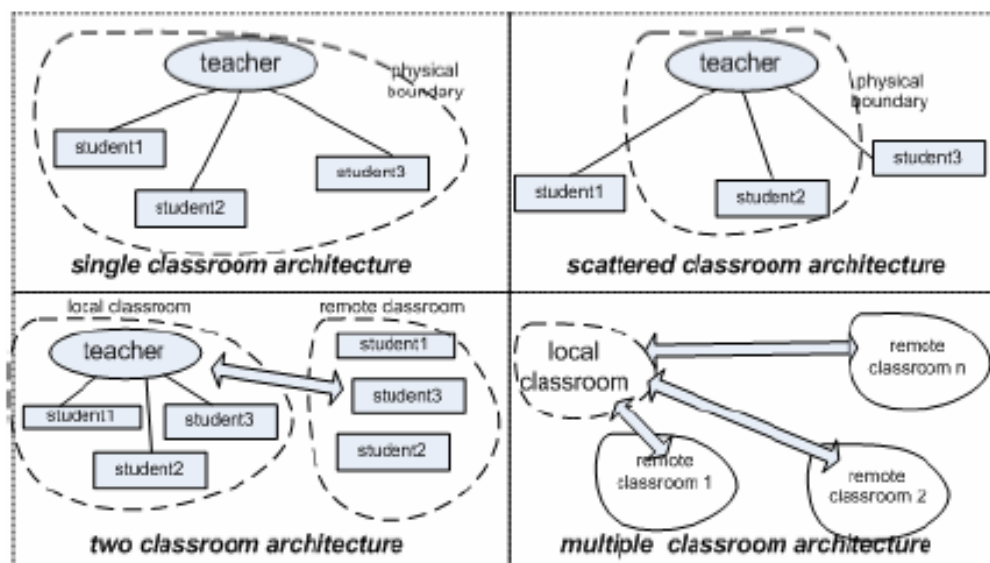 teacher
physical
boundary
student1
student3
student2
single classroom architecture
teacher
physical
boundary
student3
student1
student2
scattered classroom architecture
local classroom
remote classroom
teacher
student1
student1
student3
student3
student2
student2
two classroom architecture
local
classroom
remote
classroom n
remote
classroom 1
remote
classroom 2
multiple classroom architecture